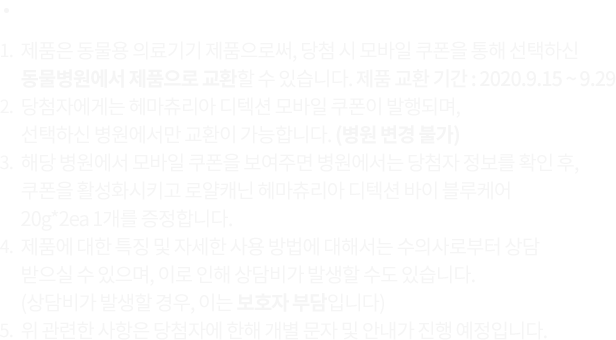 1. 제품은 동물용 의료기기 제품으로써, 당첨 시 모바일 쿠폰을 통해 선택하신
동물병원에서 제품으로 교환할 수 있습니다. 제품 교환 기간 : 2020.9.15 ~ 9.29
2. 당첨자에게는 헤마츄리아 디텍션 모바일 쿠폰이 발행되며,
선택하신 병원에서만 교환이 가능합니다. (병원 변경 불가)
3. 해당 병원에서 모바일 쿠폰을 보여주면 병원에서는 당첨자 정보를 확인 후,
쿠폰을 활성화시키고 로얄캐닌 헤마츄리아 디텍션 바이 블루케어
20g*2ea 1개를 증정합니다.
4. 제품에 대한 특징 및 자세한 사용 방법에 대해서는 수의사로부터 상담
받으실 수 있으며, 이로 인해 상담비가 발생할 수도 있습니다.
(상담비가 발생할 경우, 이는 보호자 부담입니다)
5. 위 관련한 사항은 당첨자에 한해 개별 문자 및 안내가 진행 예정입니다.